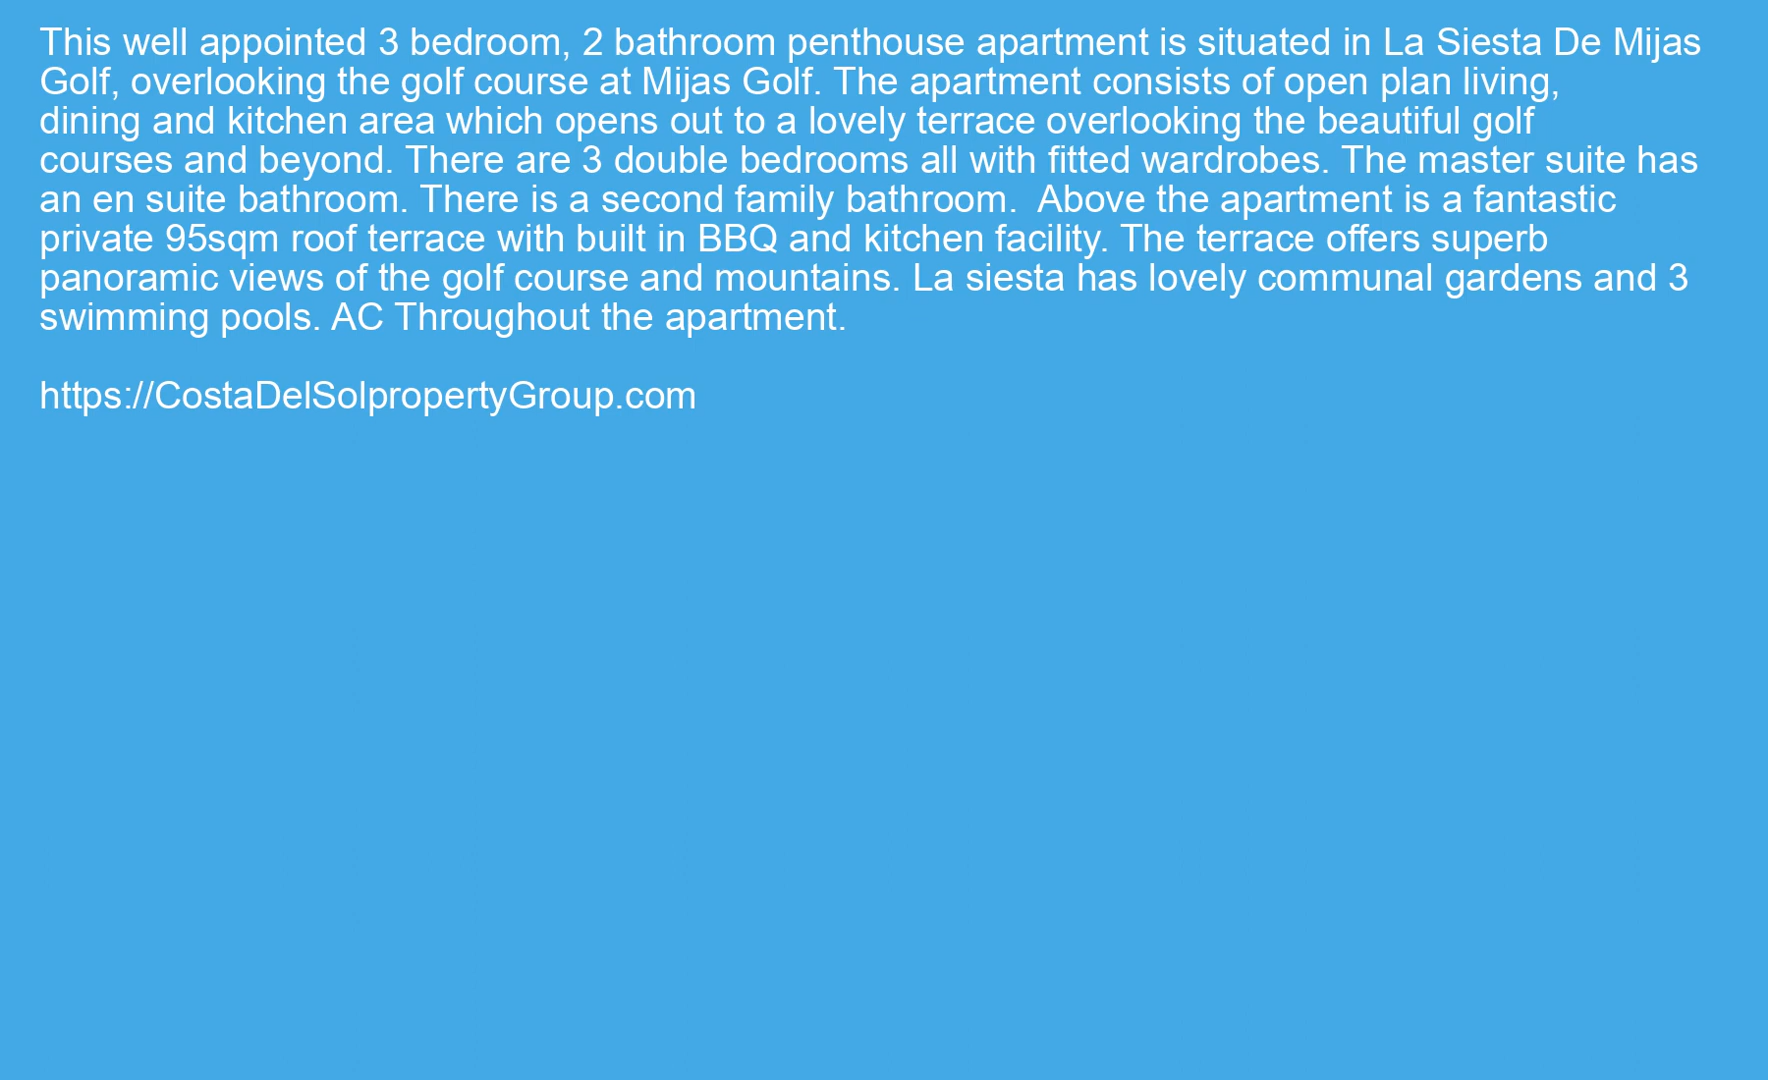 This well appointed 3 bedroom, 2 bathroom penthouse apartment is situated in La Siesta De Mijas
Golf, overlooking the golf course at Mijas Golf. The apartment consists of open plan living,
dining and kitchen area which opens out to a lovely terrace overlooking the beautiful golf
courses and beyond. There are 3 double bedrooms all with fitted wardrobes. The master suite has
an en suite bathroom. There is a second family bathroom.  Above the apartment is a fantastic
private 95sqm roof terrace with built in BBQ and kitchen facility. The terrace offers superb
panoramic views of the golf course and mountains. La siesta has lovely communal gardens and 3
swimming pools. AC Throughout the apartment.
https://CostaDelSolpropertyGroup.com